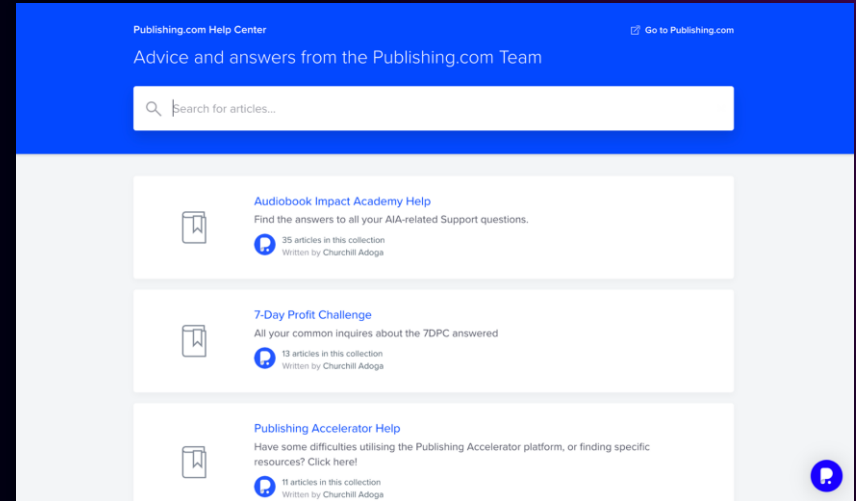 Publishing.com Help Center
Go to Publishing.com
Advice and answers from the Publishing.com Team
Search for articles...
Audiobook Impact Academy Help
Find the answers to all your AIA-related Support questions.
35 articles in this collection
Written by Churchill Adoga
7-Day Profit Challenge
All your common inquires about the 7DPC answered
13 articles in this collection
Written by Churchill Adoga
Publishing Accelerator Help
Have some difficulties utilising the Publishing Accelerator platform, or finding specific
resources? Click here!
11 articles in this collection
Written by Churchill Adoga